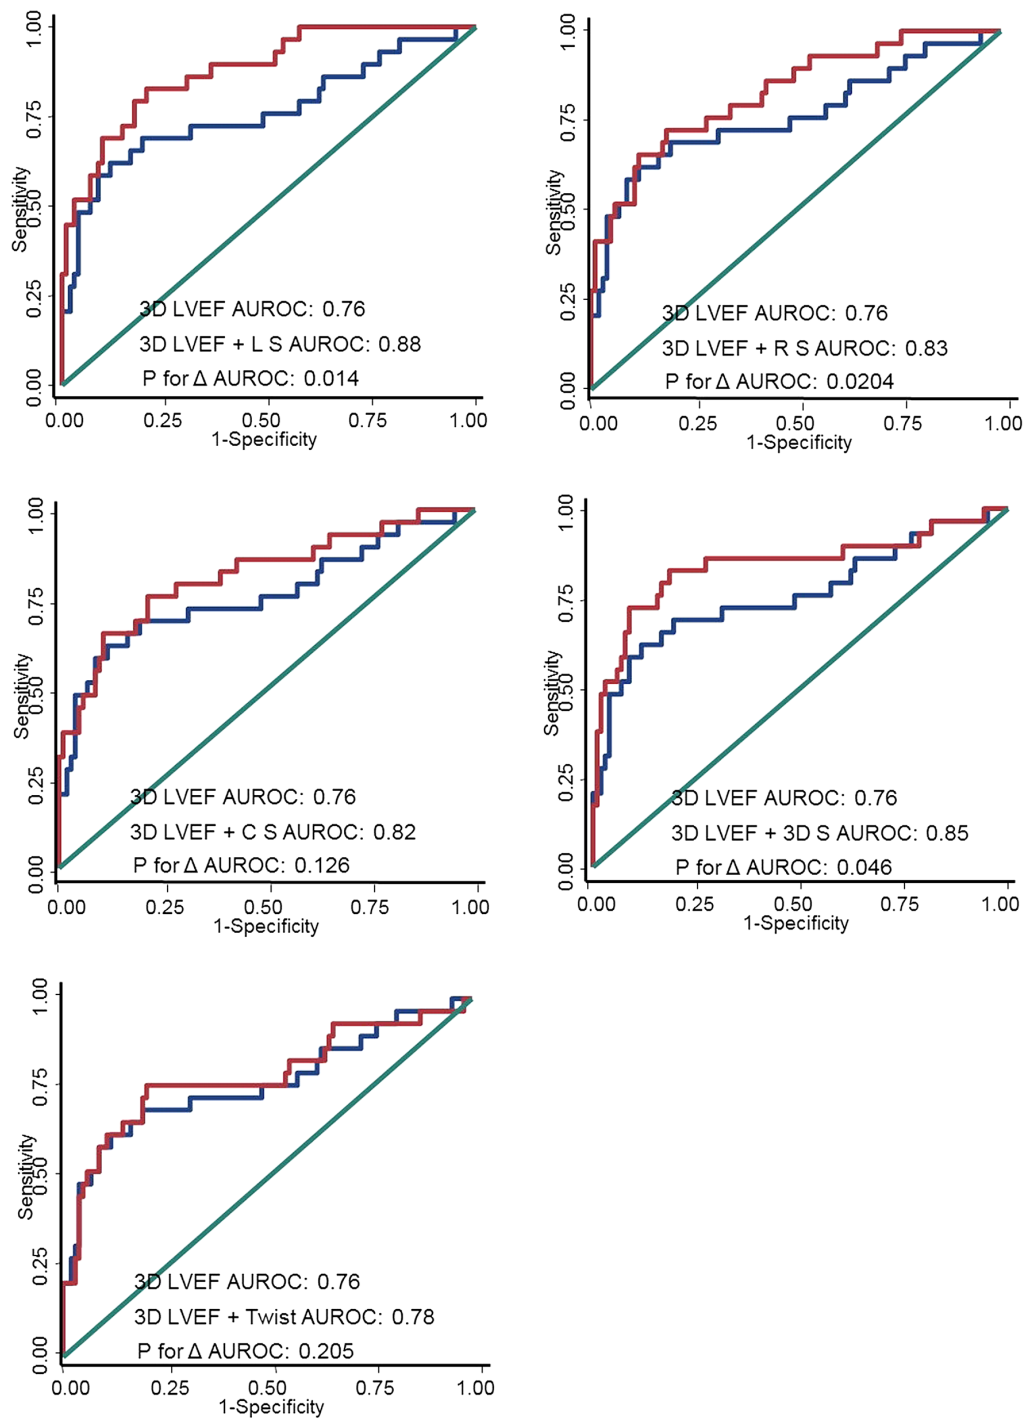 1.00
0.75
0.50
0.25
0.00
Sensitivity
3D LVEF AUROC: 0.76
3D LVEF + L S AUROC: 0.88
P for Δ AUROC: 0.014
0.00 0.25 0.50 0.75 1.00
1-Specificity
1.00
0.75
0.50
0.25
0.00
Sensitivity
3D LVEF AUROC: 0.76
3D LVEF + R S AUROC: 0.83
P for Δ AUROC: 0.0204
0.00 0.25 0.50 0.75 1.00
1-Specificity
1.00
0.75
0.50
0.25
0.00
Sensitivity
3D LVEF AUROC: 0.76
3D LVEF + C S AUROC: 0.82
P for Δ AUROC: 0.126
0.00 0.25 0.50 0.75 1.00
1-Specificity
1.00
0.75
0.50
0.25
0.00
Sensitivity
3D LVEF AUROC: 0.76
3D LVEF + 3D S AUROC: 0.85
P for Δ AUROC: 0.046
0.00 0.25 0.50 0.75 1.00
1-Specificity
1.00
0.75
0.50
0.25
0.00
Sensitivity
3D LVEF AUROC: 0.76
3D LVEF + Twist AUROC: 0.78
P for Δ AUROC: 0.205
0.00 0.25 0.50 0.75 1.00
1-Specificity